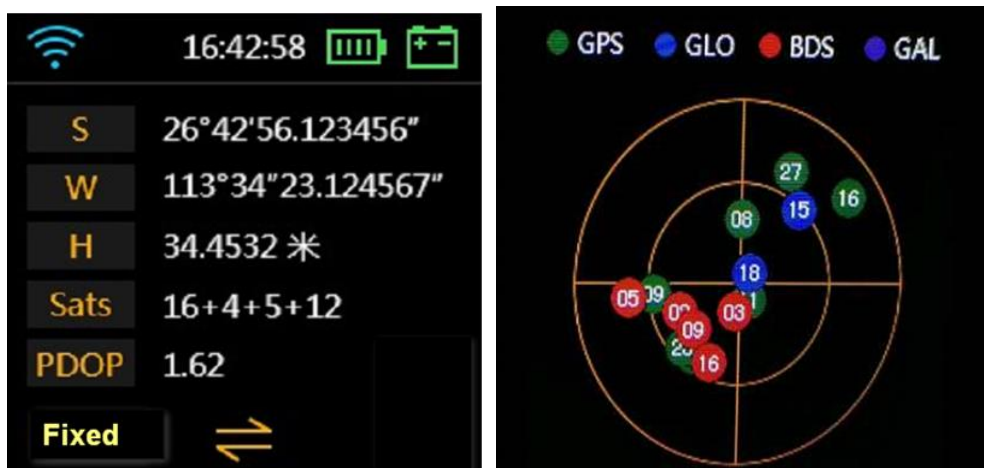 16:42:58
S 26°42'56.123456"
W 113°34"23.124567"
H 34.4532 米
Sats 16+4+5+12
PDOP 1.62
Fixed
GPS GLO BDS GAL
27
16
15
08
18
05 09
03
09
16